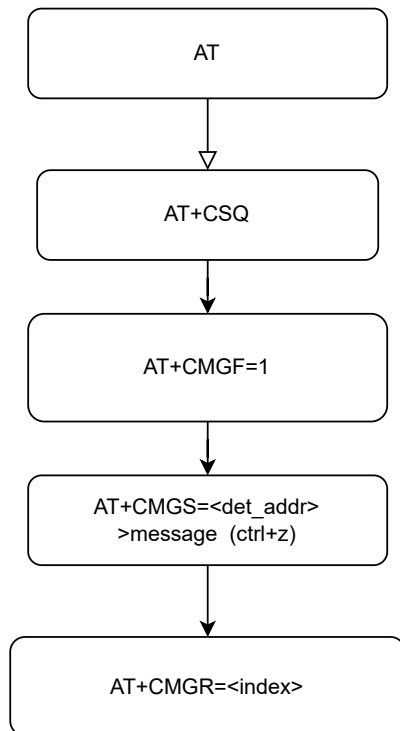 AT
AT+CSQ
AT+CMGF=1
AT+CMGS=<det_addr>
>message (ctrl+z)
AT+CMGR=<index>